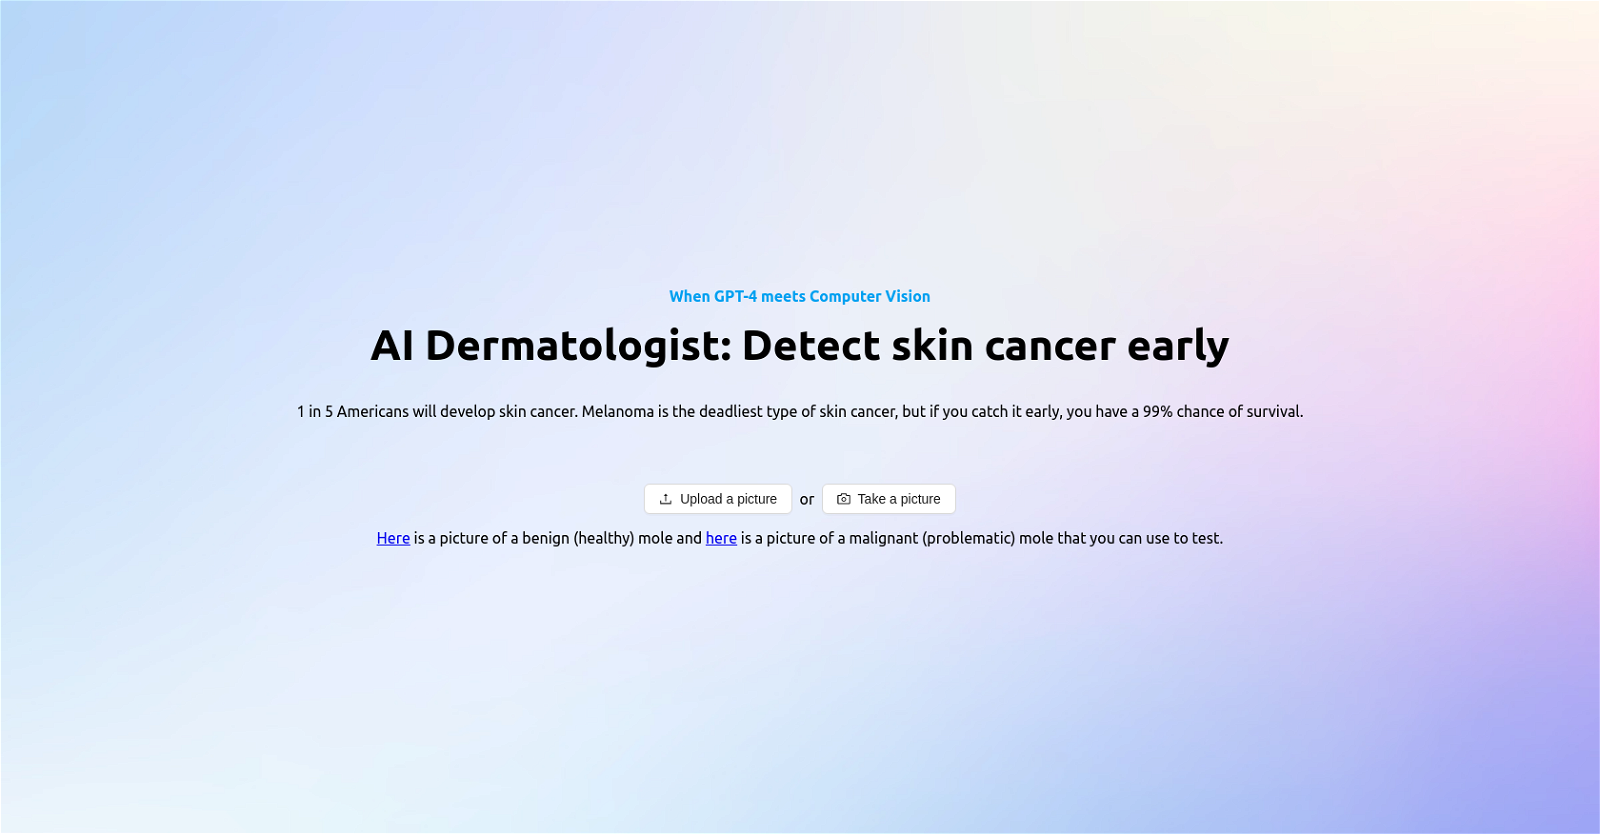 When GPT-4 meets Computer Vision
AI Dermatologist: Detect skin cancer early
1 in 5 Americans will develop skin cancer. Melanoma is the deadliest type of skin cancer, but if you catch it early, you have a 99% chance of survival.
Upload a picture or Take a picture
Here is a picture of a benign (healthy) mole and here is a picture of a malignant (problematic) mole that you can use to test.